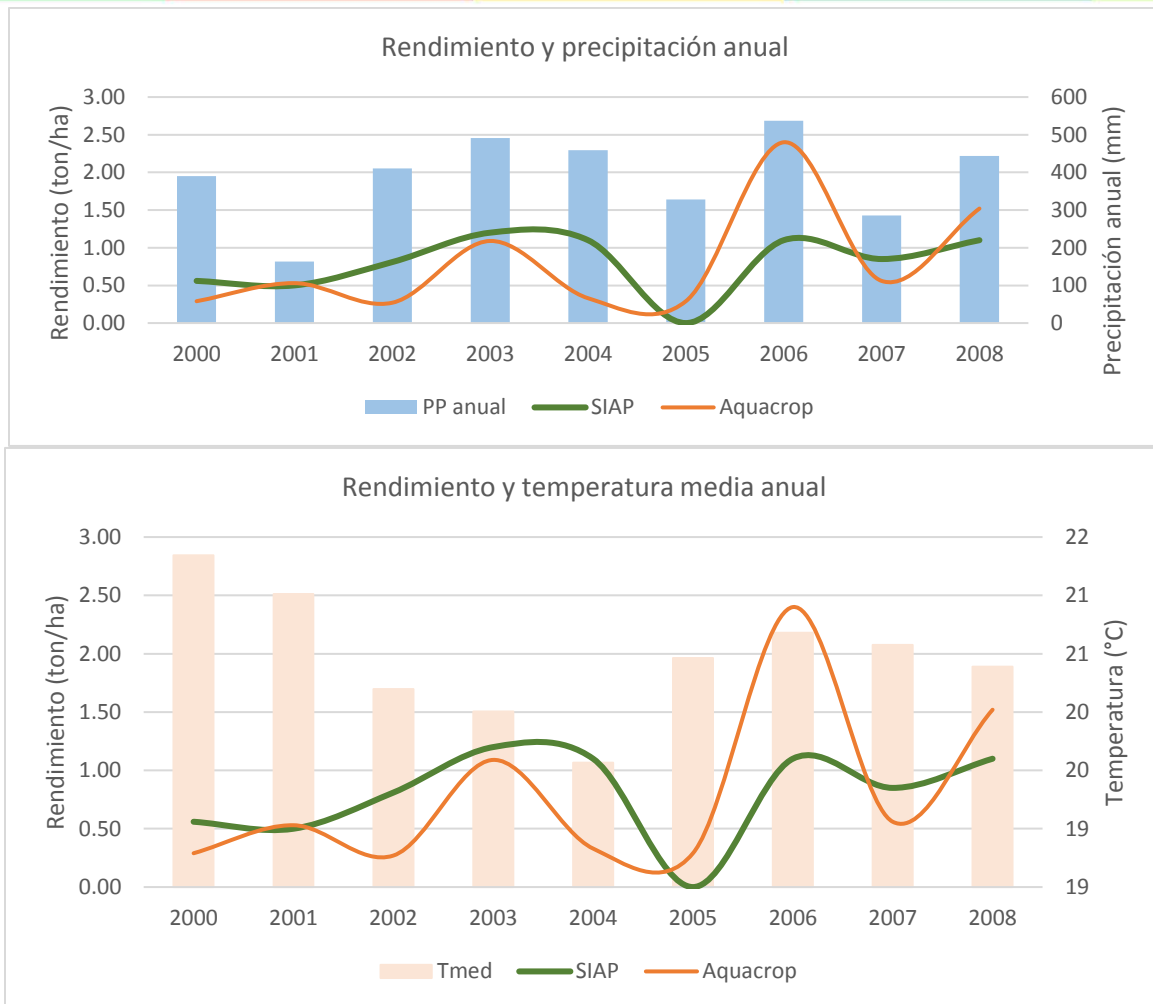 Rendimiento y precipitación anual
Rendimiento (ton/ha)
3.00
2.50
2.00
1.50
1.00
0.50
0.00
600
500
400
300
200
100
0
Precipitación anual (mm)
2000 2001 2002 2003 2004 2005 2006 2007 2008
PP anual SIAP Aquacrop
Rendimiento y temperatura media anual
Rendimiento (ton/ha)
3.00
2.50
2.00
1.50
1.00
0.50
0.00
22
21
21
20
20
19
19
Temperatura (°C)
2000 2001 2002 2003 2004 2005 2006 2007 2008
Tmed SIAP Aquacrop